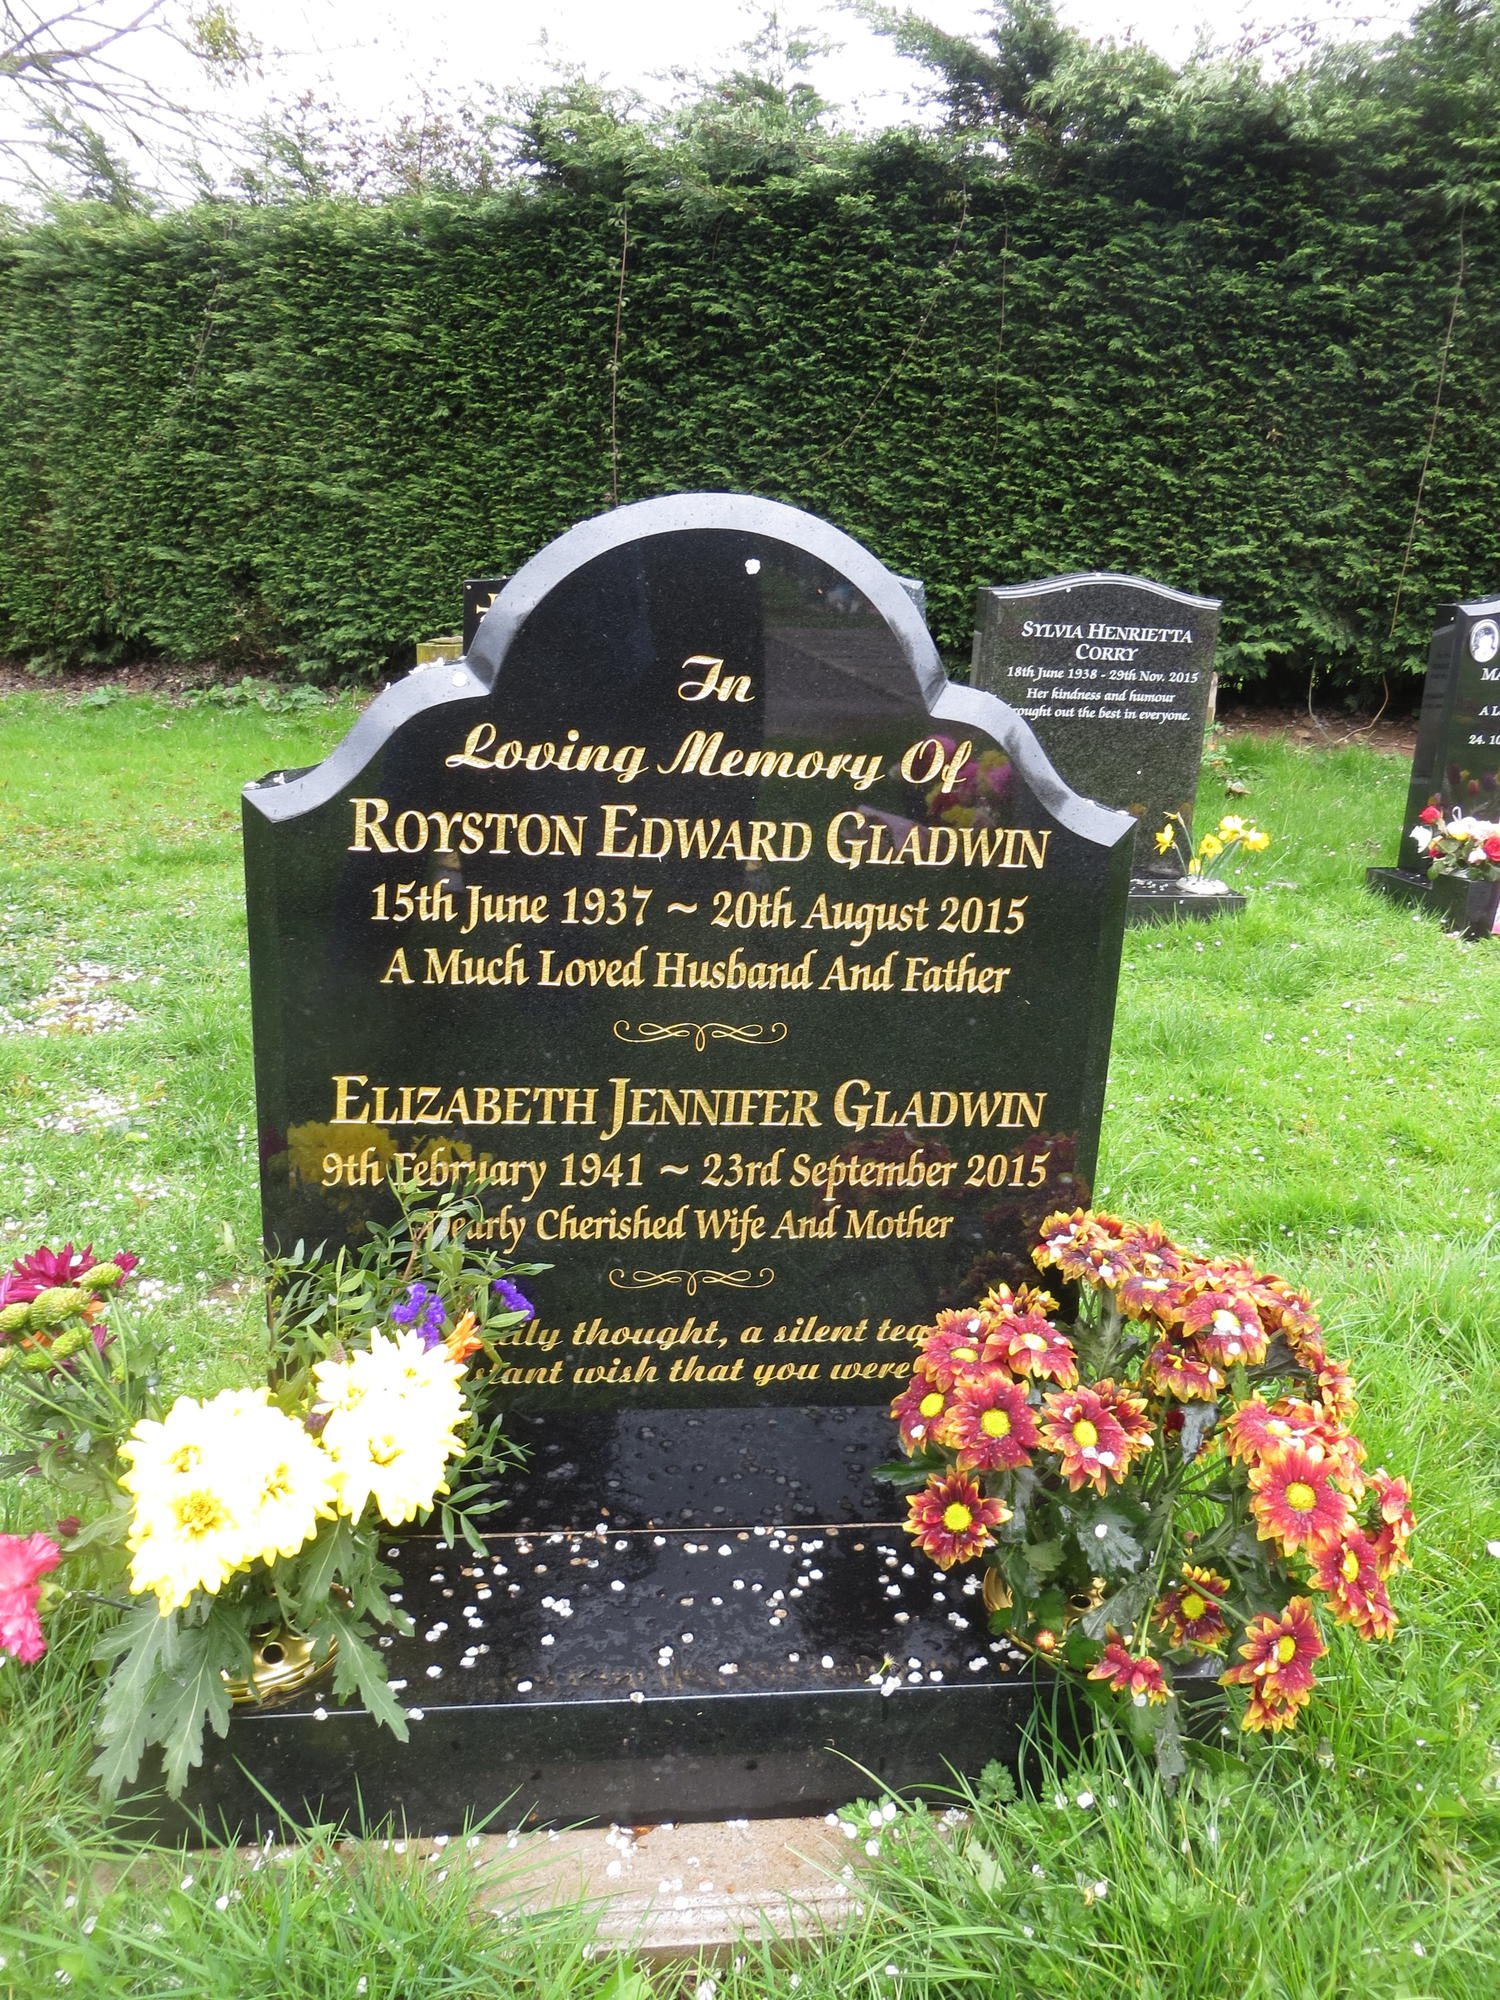 In
Loving Memory Of
ROYSTON EDWARD GLADWIN
15th June 1937 ~ 20th August 2015
A Much Loved Husband And Father
ELIZABETH JENNIFER GLADWIN
9th February 1941 ~ 23rd September 2015
Dearly Cherished Wife And Mother
thought, a silent
wish that you were
SYLVIA HENRIETTA
CORRY
18th June 1938 - 29th Nov. 2015
Her kindness and humour
brought out the best in everyone.